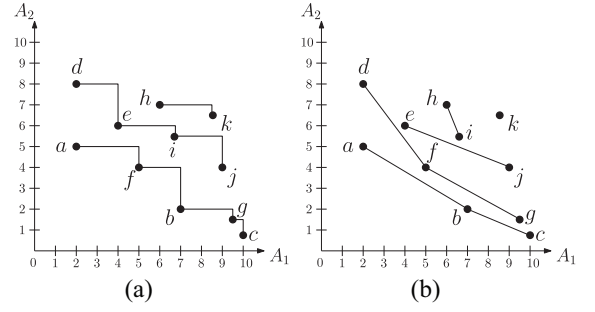 A2 A2
10 10
9 9
8 d 8 d
7 h 7 h
6 e k 6 e k
5 a i 5 a i
4 f j 4 f j
3 3
2 b g 2 b g
1 c 1 c
0 1 2 3 4 5 6 7 8 9 10 A1 0 1 2 3 4 5 6 7 8 9 10 A1
(a) (b)